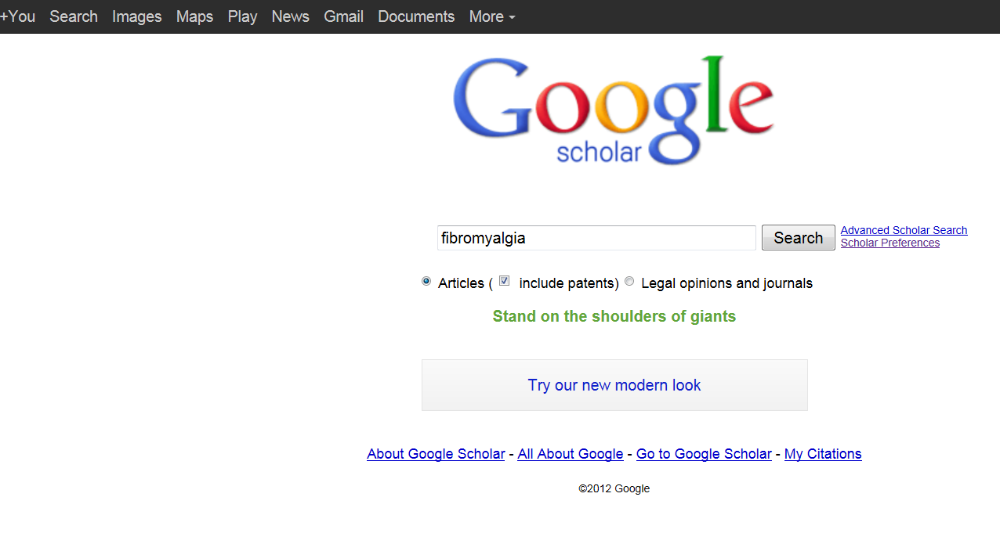 +You Search Images Maps Play News Gmail Documents More
Google
scholar
fibromyalgia Search Advanced Scholar Search
Scholar Preferences
Articles ( include patents) Legal opinions and journals
Stand on the shoulders of giants
Try our new modern look
About Google Scholar - All About Google - Go to Google Scholar - My Citations
©2012 Google